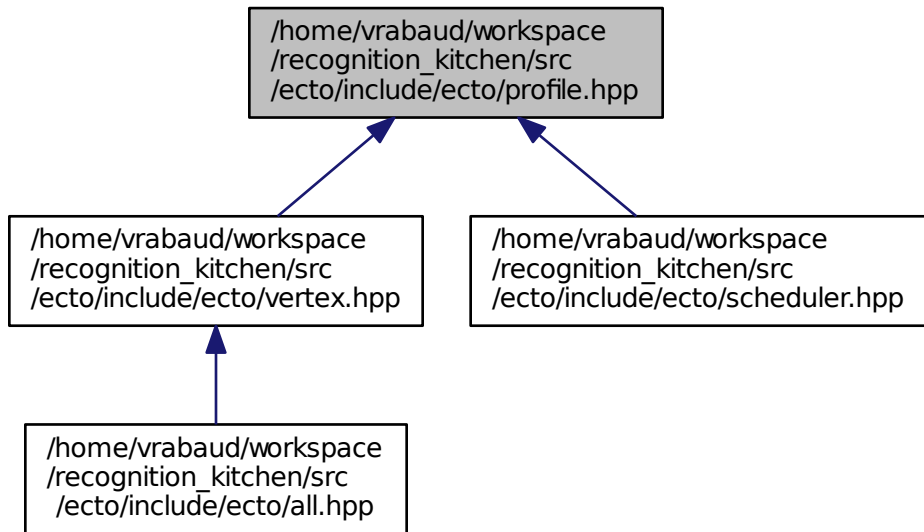 /home/vrabaud/workspace
/recognition_kitchen/src
/ecto/include/ecto/profile.hpp
/home/vrabaud/workspace
/recognition_kitchen/src
/ecto/include/ecto/vertex.hpp
/home/vrabaud/workspace
/recognition_kitchen/src
/ecto/include/ecto/scheduler.hpp
/home/vrabaud/workspace
/recognition_kitchen/src
/ecto/include/ecto/all.hpp